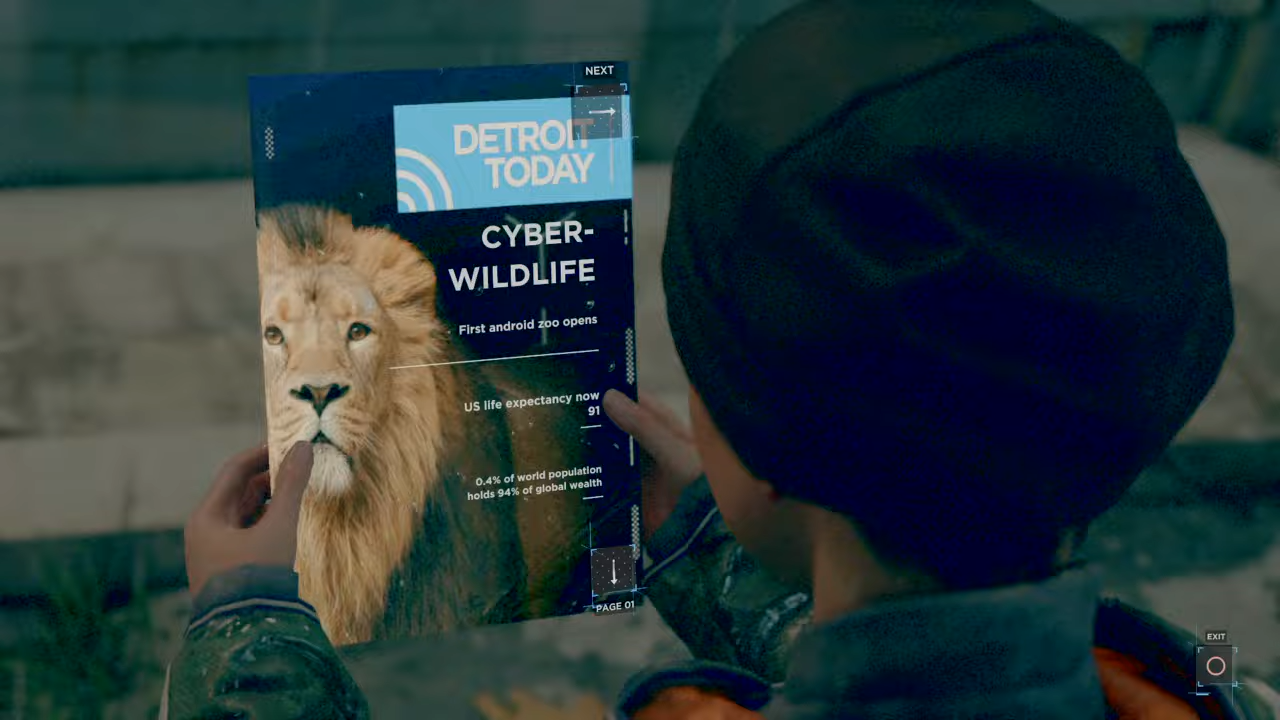 NEXT
DETROIT
TODAY
CYBER-
WILDLIFE
First android zoo opens
US life expectancy now
91
0.4% of world population
holds 94% of global wealth
PAGE 01
EXIT